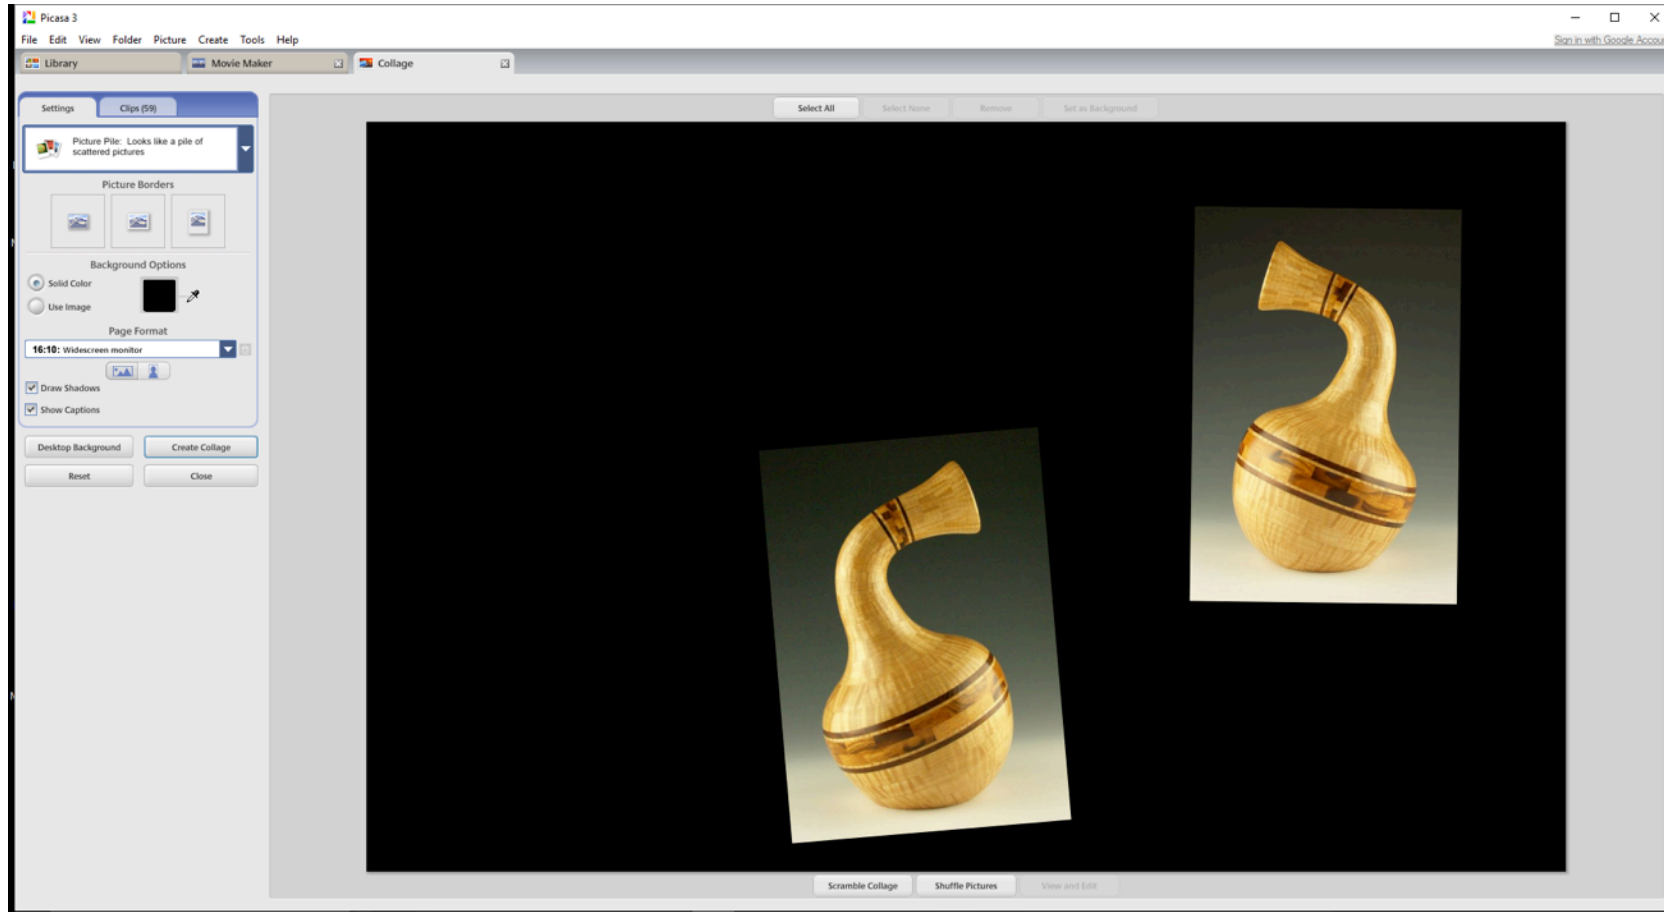 Picasa 3
File Edit View Folder Picture Create Tools Help
Sign in with Google Accou
Library
Movie Maker
Collage
Settings
Clips (59)
Picture Pile: Looks like a pile of
scattered pictures
Picture Borders
Background Options
Solid Color
Use Image
Page Format
16:10: Widescreen monitor
Draw Shadows
Show Captions
Desktop Background
Create Collage
Reset
Close
Select All
Select None
Remove
Set as Background
Scramble Collage
Shuffle Pictures
View and Edit